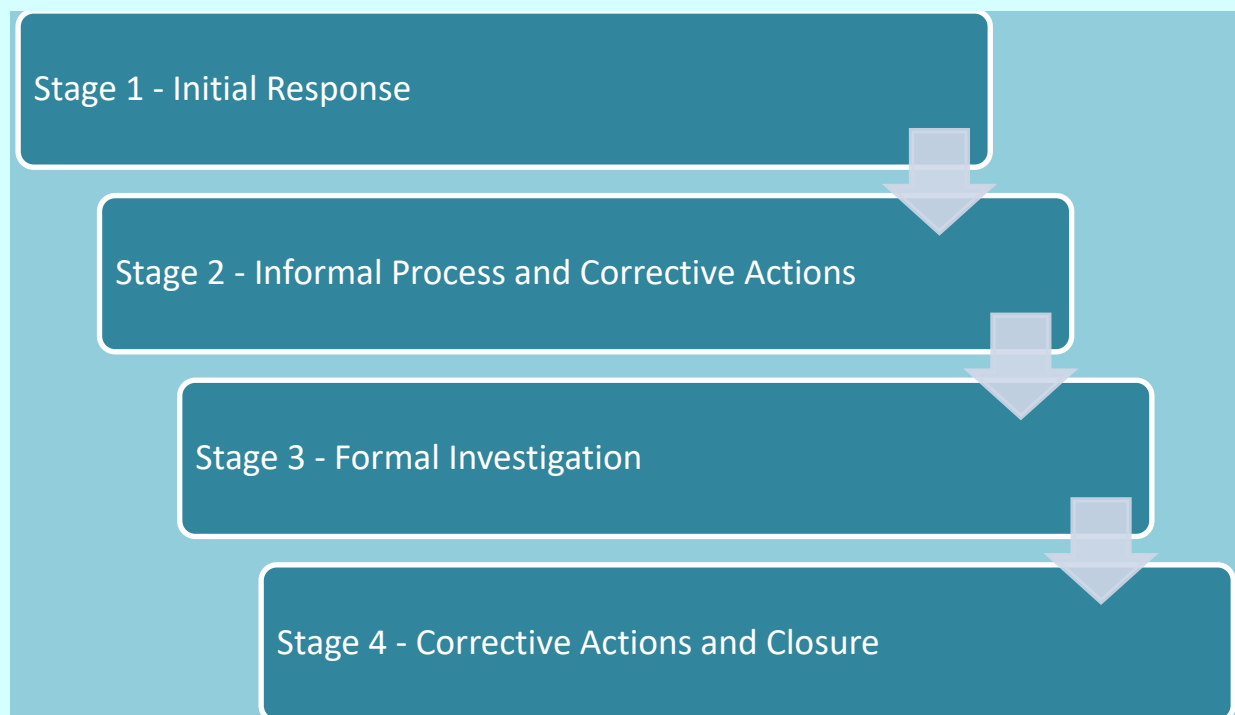 Stage 1 - Initial Response
Stage 2 - Informal Process and Corrective Actions
Stage 3 - Formal Investigation
Stage 4 - Corrective Actions and Closure